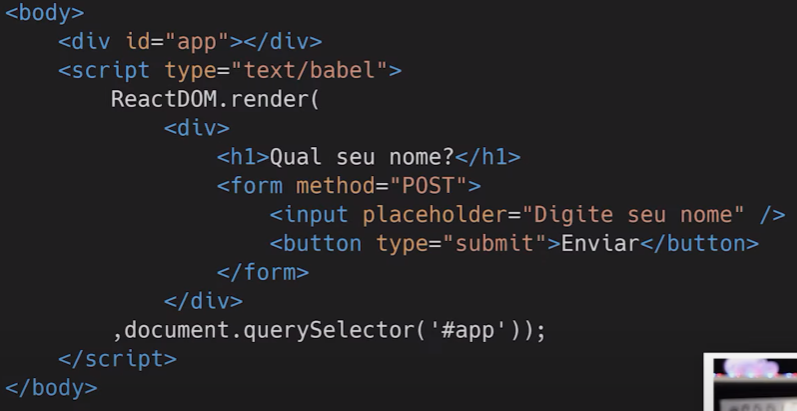 <body>
<div id="app"></div>
<script type="text/babel">
ReactDOM.render(
<div>
<h1>Qual seu nome?</h1>
<form method="POST">
<input placeholder="Digite seu nome" />
<button type="submit">Enviar</button>
</form>
</div>
,document.querySelector('#app'));
</script>
</body>